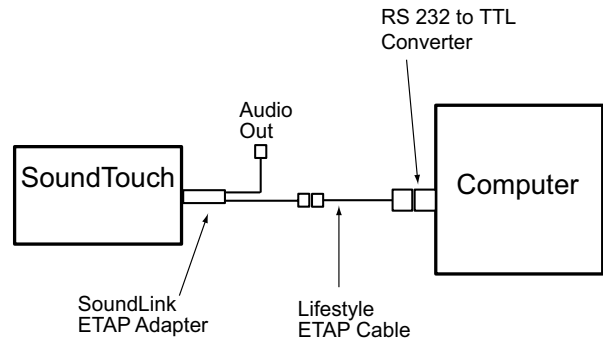 RS 232 to TTL
Converter
Audio
Out
SoundTouch
Computer
SoundLink
ETAP Adapter
Lifestyle
ETAP Cable